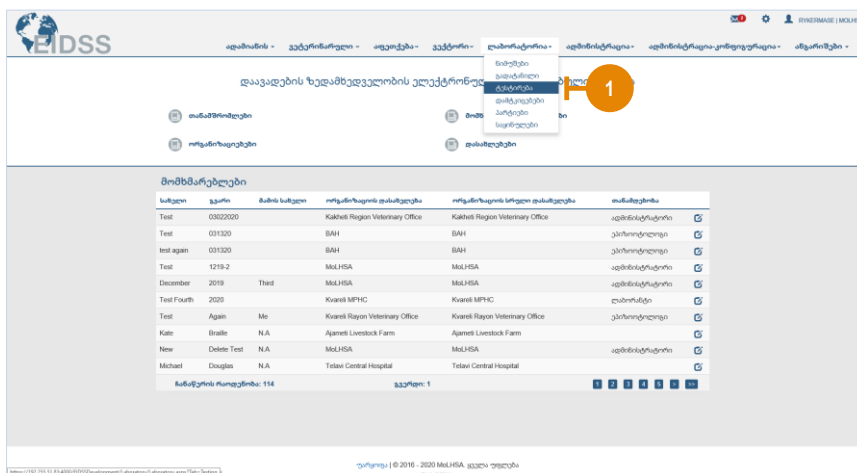 RYKERMASE | MOLHS
EIDSS
ადამიანის - ვეტერინარული - აფეთქება- ვექტორი- ლაბორატორია- ადმინისტრაცია- ადმინისტრაცია-კონფიგურაცია- ანგარიშები -
ნიმუშები
გადატანილი
ტესტირება
დამტკიცებები
პარტიები
საყინულები
1
დაავადების ზედამხედველობის
თანამშრომლები
ორგანიზაციები
დასახლებები
მომხმარებლები
სახელი გვარი მამის სახელი ორგანიზაციის დასახელება ორგანიზაციის სრული დასახელება თანამდებობა
Test 03022020 Kakheti Region Veterinary Office Kakheti Region Veterinary Office ადმინისტრატორი
Test 031320 BAH BAH ეპიზოოტოლოგი
test again 031320 BAH BAH ეპიზოოტოლოგი
Test 1219-2 MoLHSA MoLHSA ადმინისტრატორი
December 2019 Third MoLHSA MoLHSA ადმინისტრატორი
Test Fourth 2020 Kvareli MPHC Kvareli MPHC ლაბორანტი
Test Again Me Kvareli Rayon Veterinary Office Kvareli Rayon Veterinary Office ეპიზოოტოლოგი
Kate Braille N.A Ajameti Livestock Farm Ajameti Livestock Farm
New Delete Test N.A MoLHSA MoLHSA ადმინისტრატორი
Michael Douglas N.A Telavi Central Hospital Telavi Central Hospital
ჩანაწერის რაოდენობა: 114 გვერდი: 1 1 2 3 4 5 > >>
უარყოფა | © 2016 - 2020 MoLHSA. ყველა უფლება